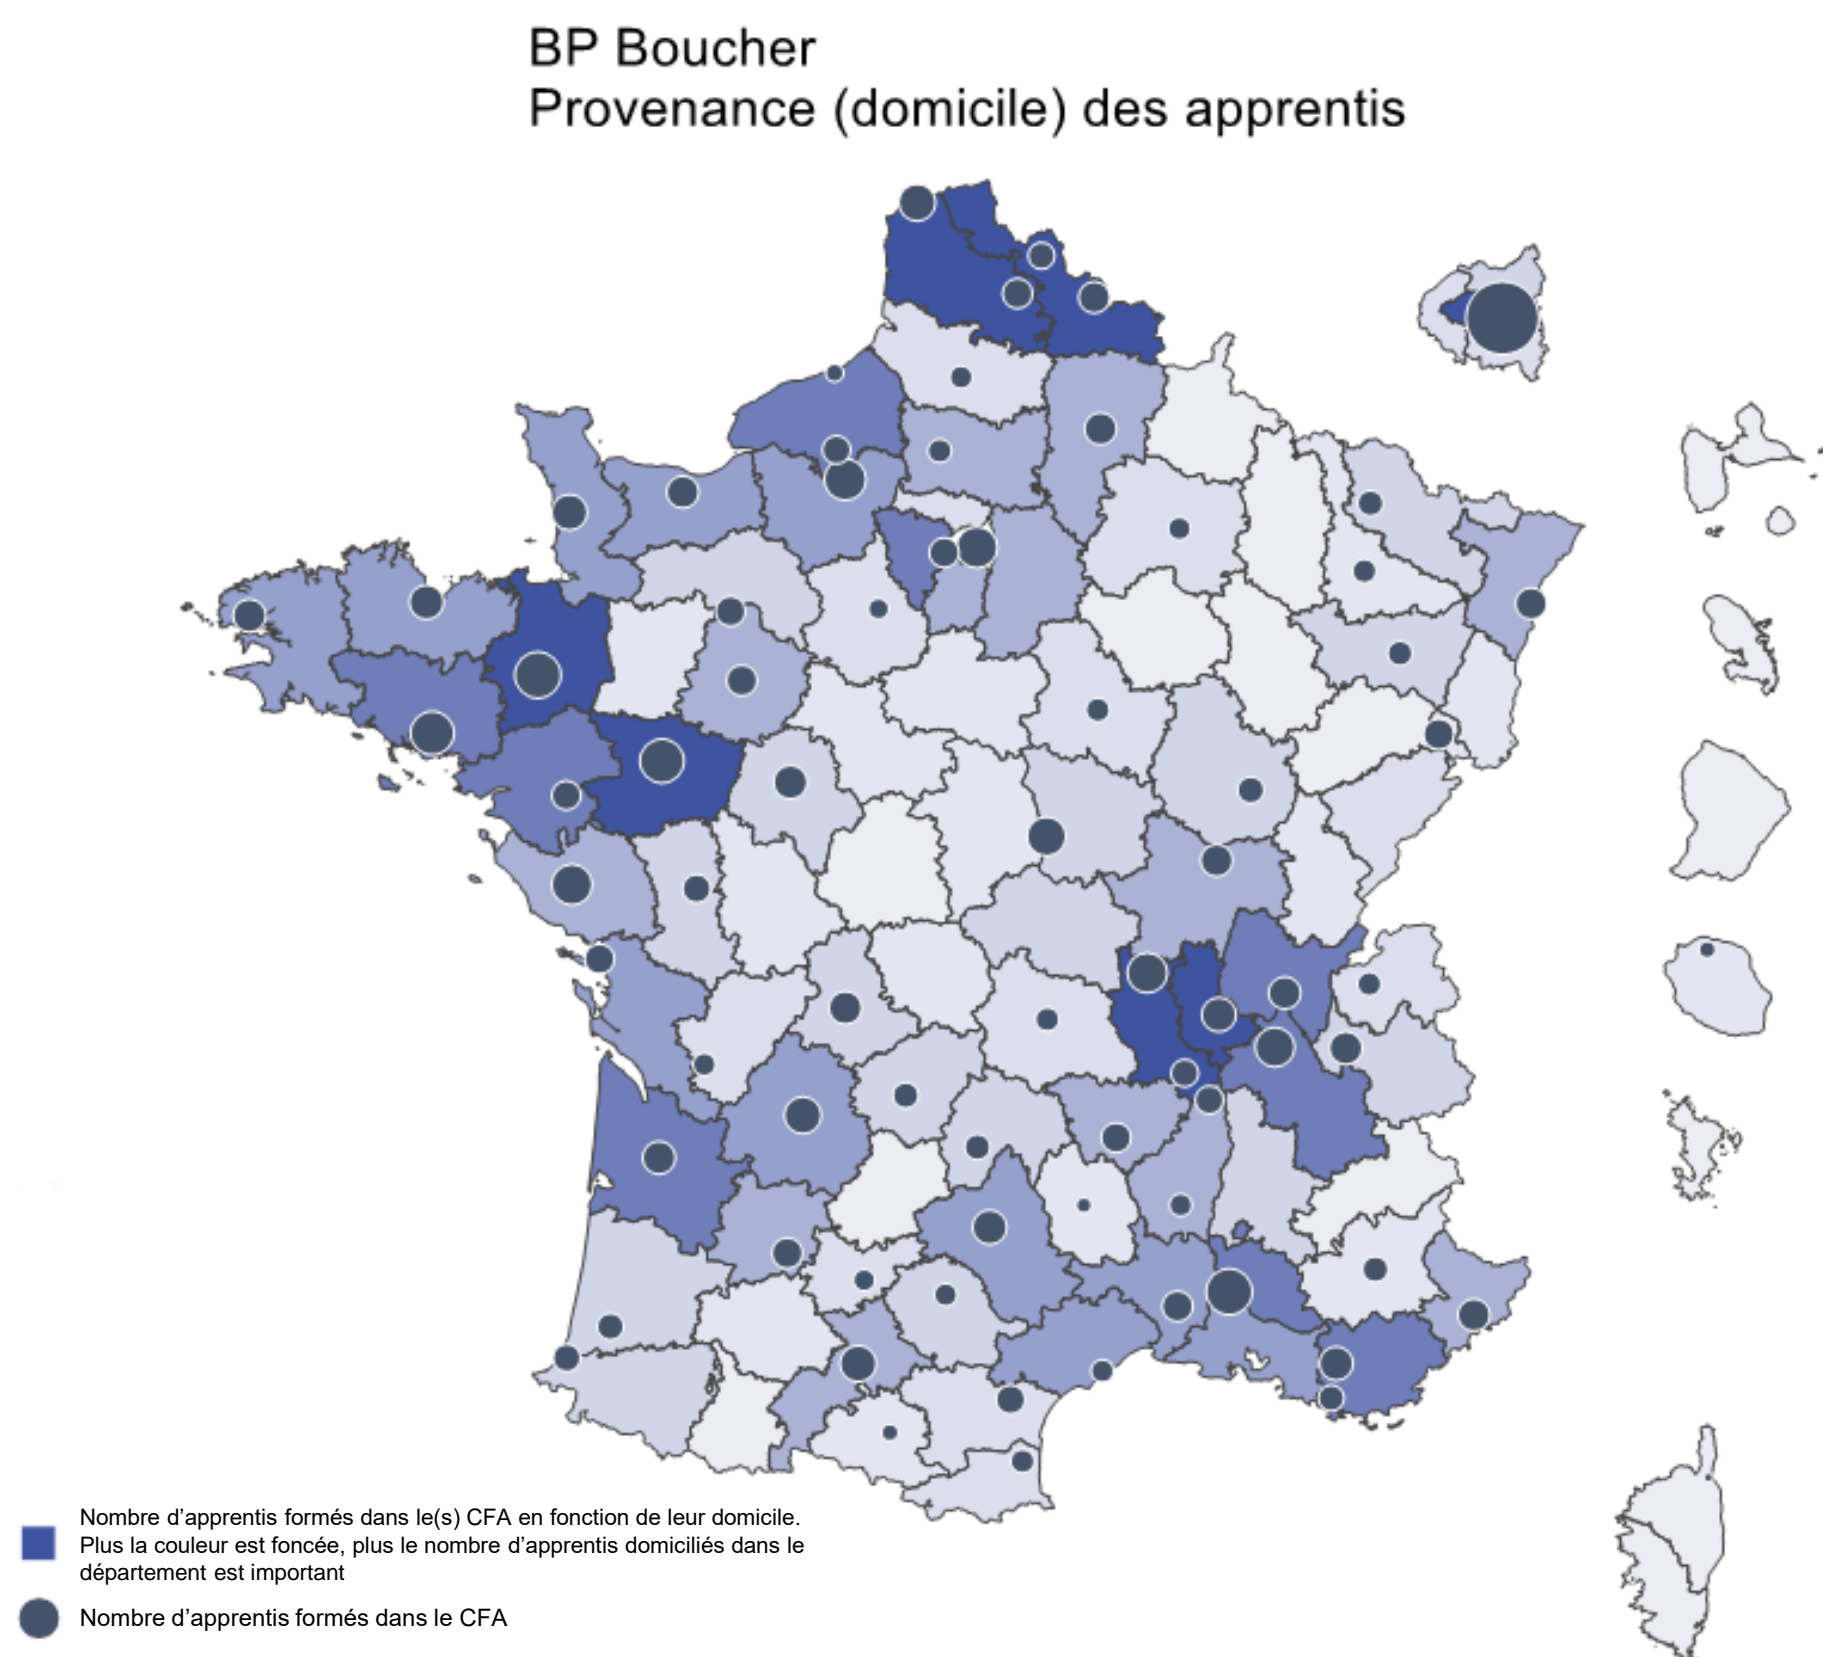 BP Boucher
Provenance (domicile) des apprentis
Nombre d'apprentis formés dans le(s) CFA en fonction de leur domicile.
Plus la couleur est foncée, plus le nombre d'apprentis domiciliés dans le
département est important
Nombre d'apprentis formés dans le CFA